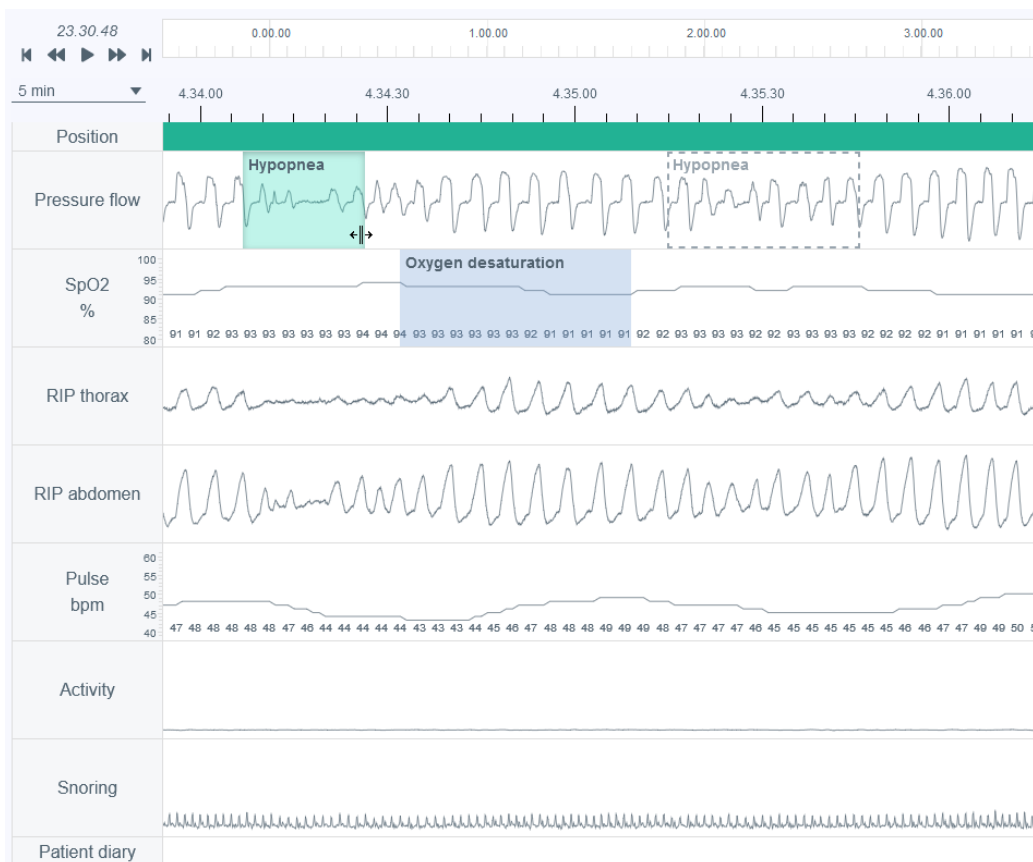 23.30.48
0.00.00 1.00.00 2.00.00 3.00.00
5 min
4.34.00 4.34.30 4.35.00 4.35.30 4.36.00
Position
Pressure flow
Hypopnea Hypopnea
SpO2
%
100
95
90
85
80
Oxygen desaturation
91 91 92 93 93 93 93 93 93 93 94 94 94 93 93 93 93 93 93 92 91 91 91 91 91 92 92 93 93 93 93 92 92 93 93 93 93 92 92 92 92 91 91 91 91 91
RIP thorax
RIP abdomen
Pulse
bpm
60
55
50
45
40
47 48 48 48 48 48 47 46 44 44 44 44 44 43 43 43 44 45 46 47 48 48 48 49 49 49 48 47 47 47 47 46 45 45 45 45 45 45 45 46 46 47 47 49 49 50
Activity
Snoring
Patient diary